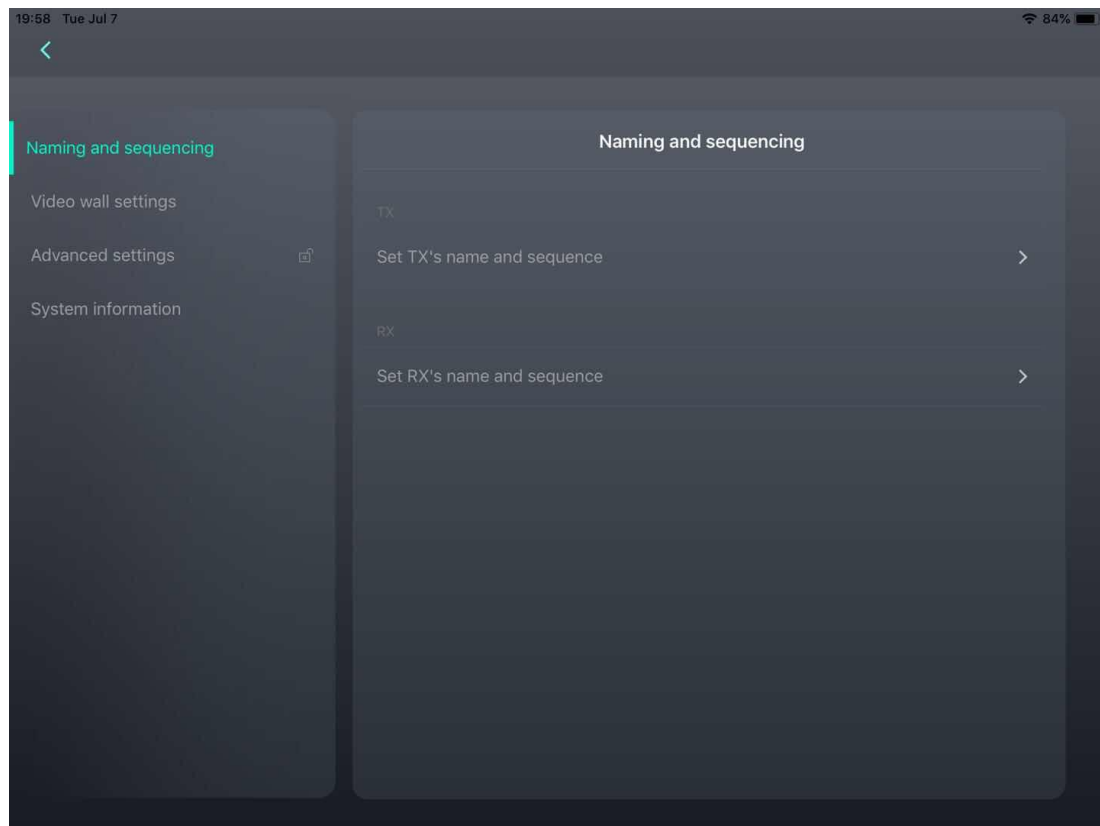 19:58 Tue Jul 7
84%
Naming and sequencing
Video wall settings
Advanced settings
System information
Naming and sequencing
TX
Set TX's name and sequence
RX
Set RX's name and sequence